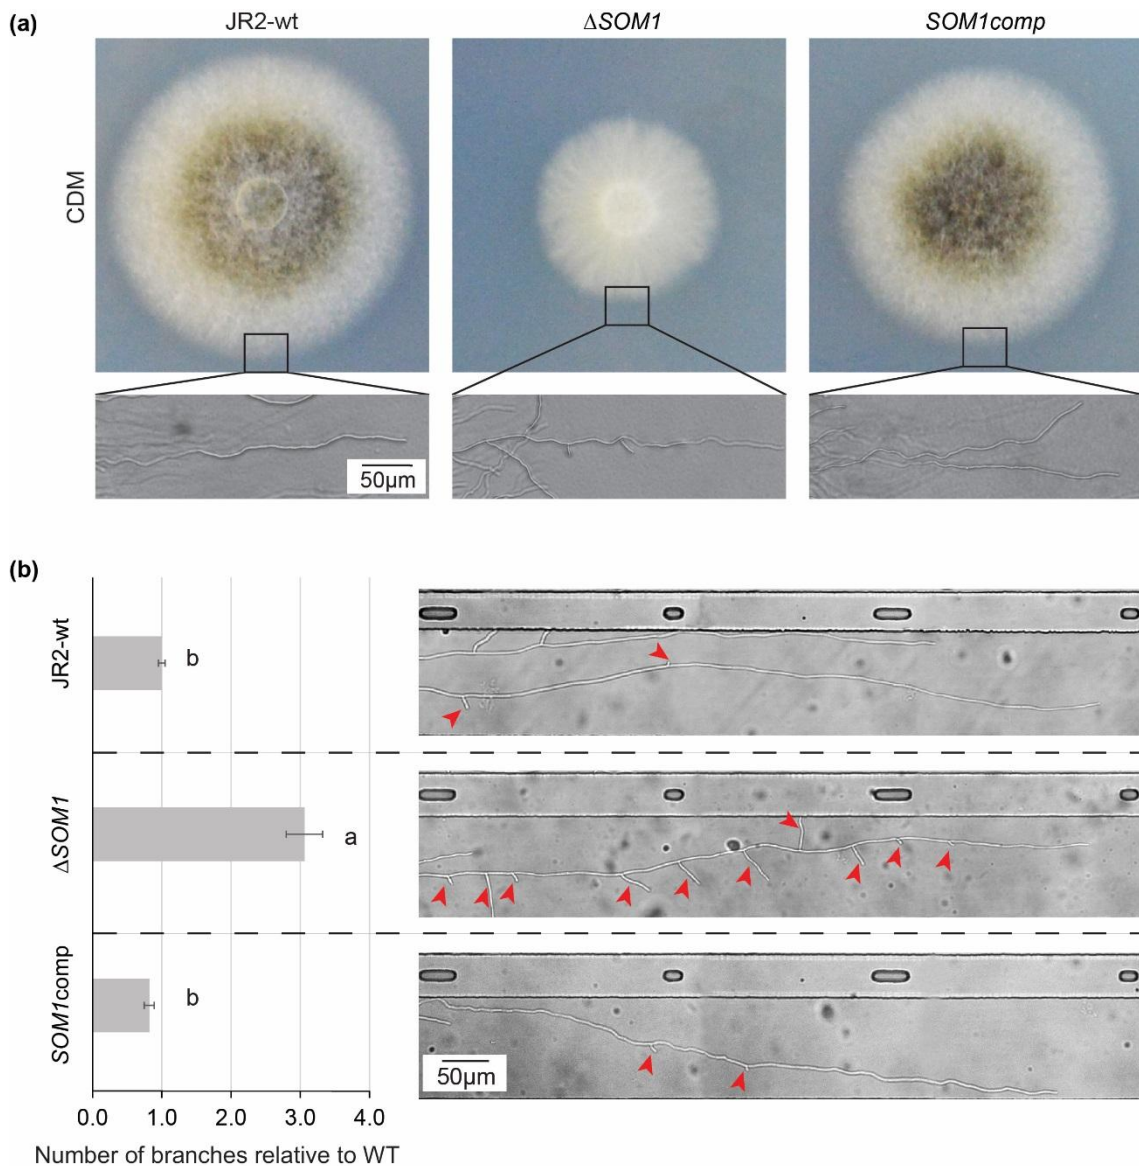 (a)
JR2-wt
ΔSOM1
SOM1comp
CDM
50µm
(b)
JR2-wt
b
ΔSOM1
a
SOM1comp
b
50µm
0.0 1.0 2.0 3.0 4.0
Number of branches relative to WT